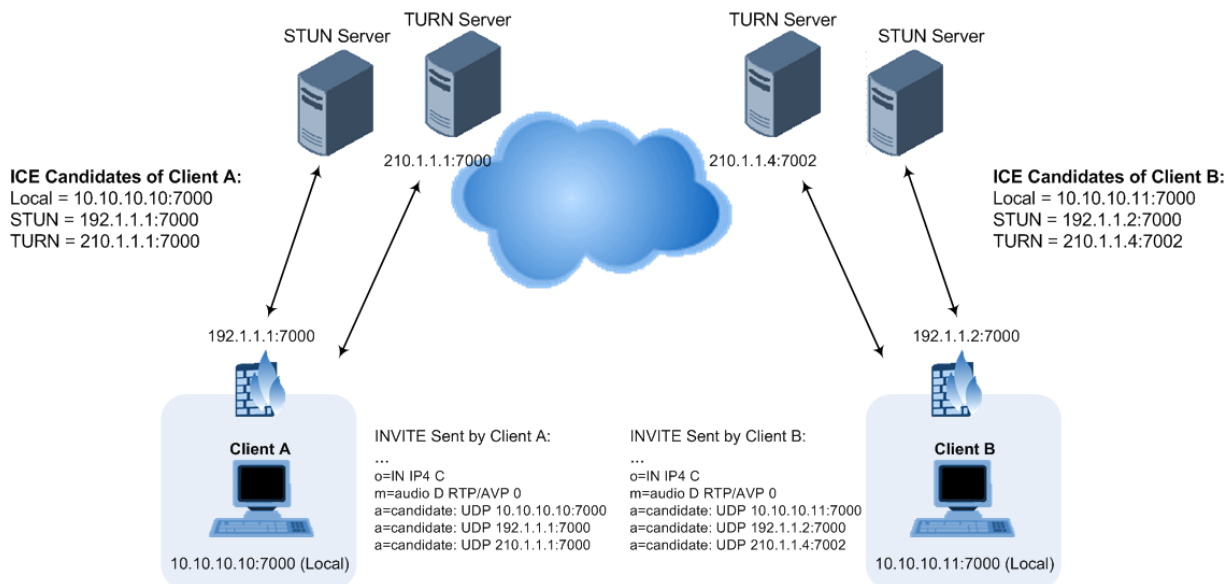 TURN Server
STUN Server
TURN Server
STUN Server
210.1.1.1:7000
210.1.1.4:7002
ICE Candidates of Client A:
Local = 10.10.10.10:7000
STUN = 192.1.1.1:7000
TURN = 210.1.1.1:7000
ICE Candidates of Client B:
Local = 10.10.10.11:7000
STUN = 192.1.1.2:7000
TURN = 210.1.1.4:7002
192.1.1.1:7000
192.1.1.2:7000
Client A
10.10.10.10:7000 (Local)
INVITE Sent by Client A:
...
o=IN IP4 C
m=audio D RTP/AVP 0
a=candidate: UDP 10.10.10.10:7000
a=candidate: UDP 192.1.1.1:7000
a=candidate: UDP 210.1.1.1:7000
INVITE Sent by Client B:
...
o=IN IP4 C
m=audio D RTP/AVP 0
a=candidate: UDP 10.10.10.11:7000
a=candidate: UDP 192.1.1.2:7000
a=candidate: UDP 210.1.1.4:7002
Client B
10.10.10.11:7000 (Local)